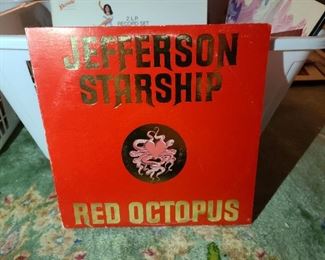 2 LP
RECORD SET
JEFFERSON
STARSHIP
RED OCTOPUS